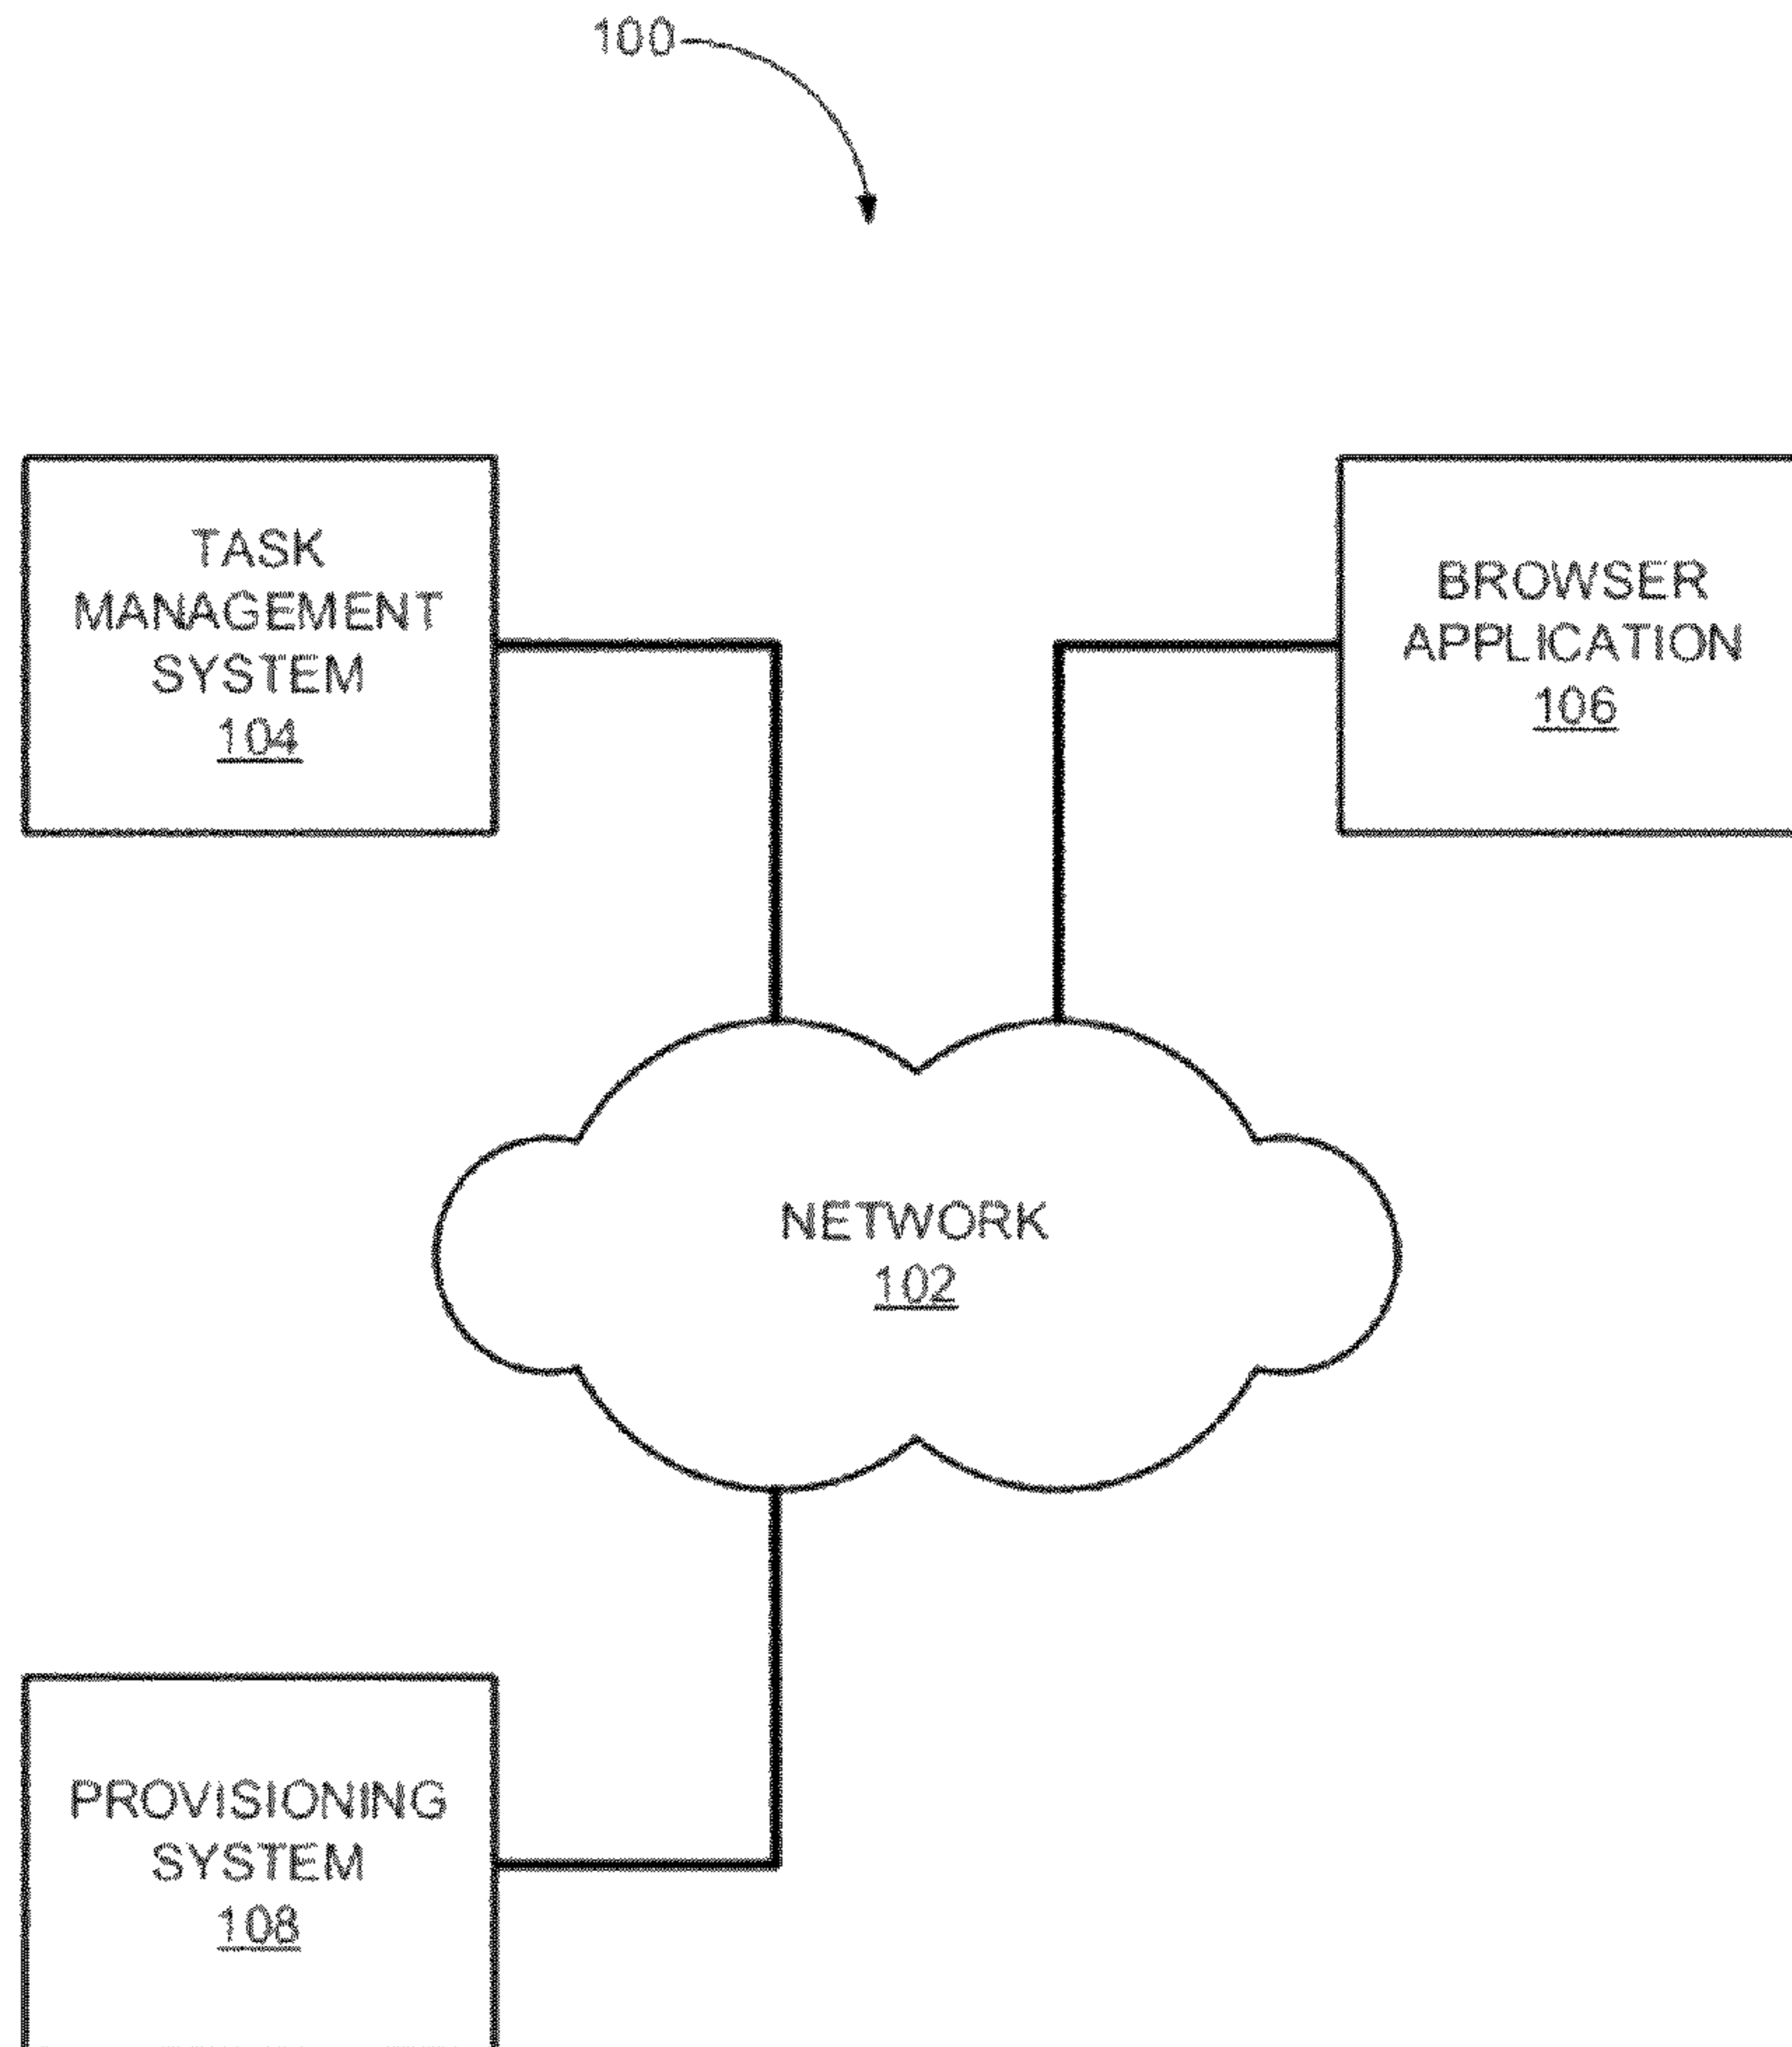 100
TASK
MANAGEMENT
SYSTEM
104
BROWSER
APPLICATION
106
NETWORK
102
PROVISIONING
SYSTEM
108